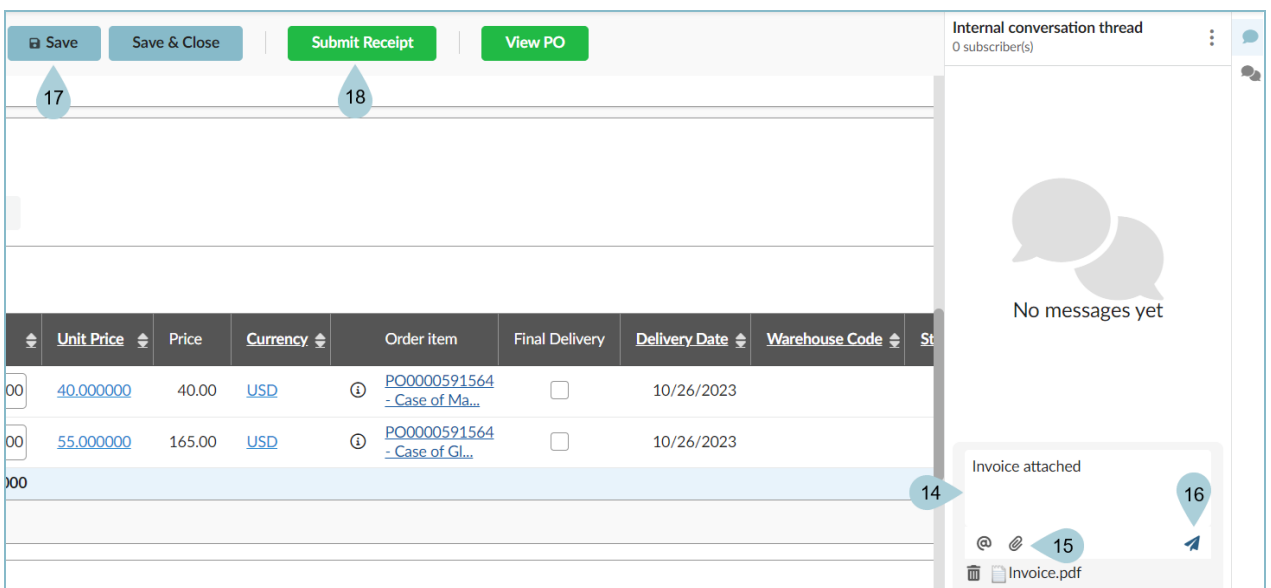 Save Save & Close Submit Receipt View PO
17 18
Internal conversation thread
0 subscriber(s)
No messages yet
Unit Price Price Currency Order item Final Delivery Delivery Date Warehouse Code St
00 40.000000 40.00 USD PO0000591564 - Case of Ma... 10/26/2023
00 55.000000 165.00 USD PO0000591564 - Case of Gl... 10/26/2023
000
Invoice attached
14 16
@ 15
Invoice.pdf